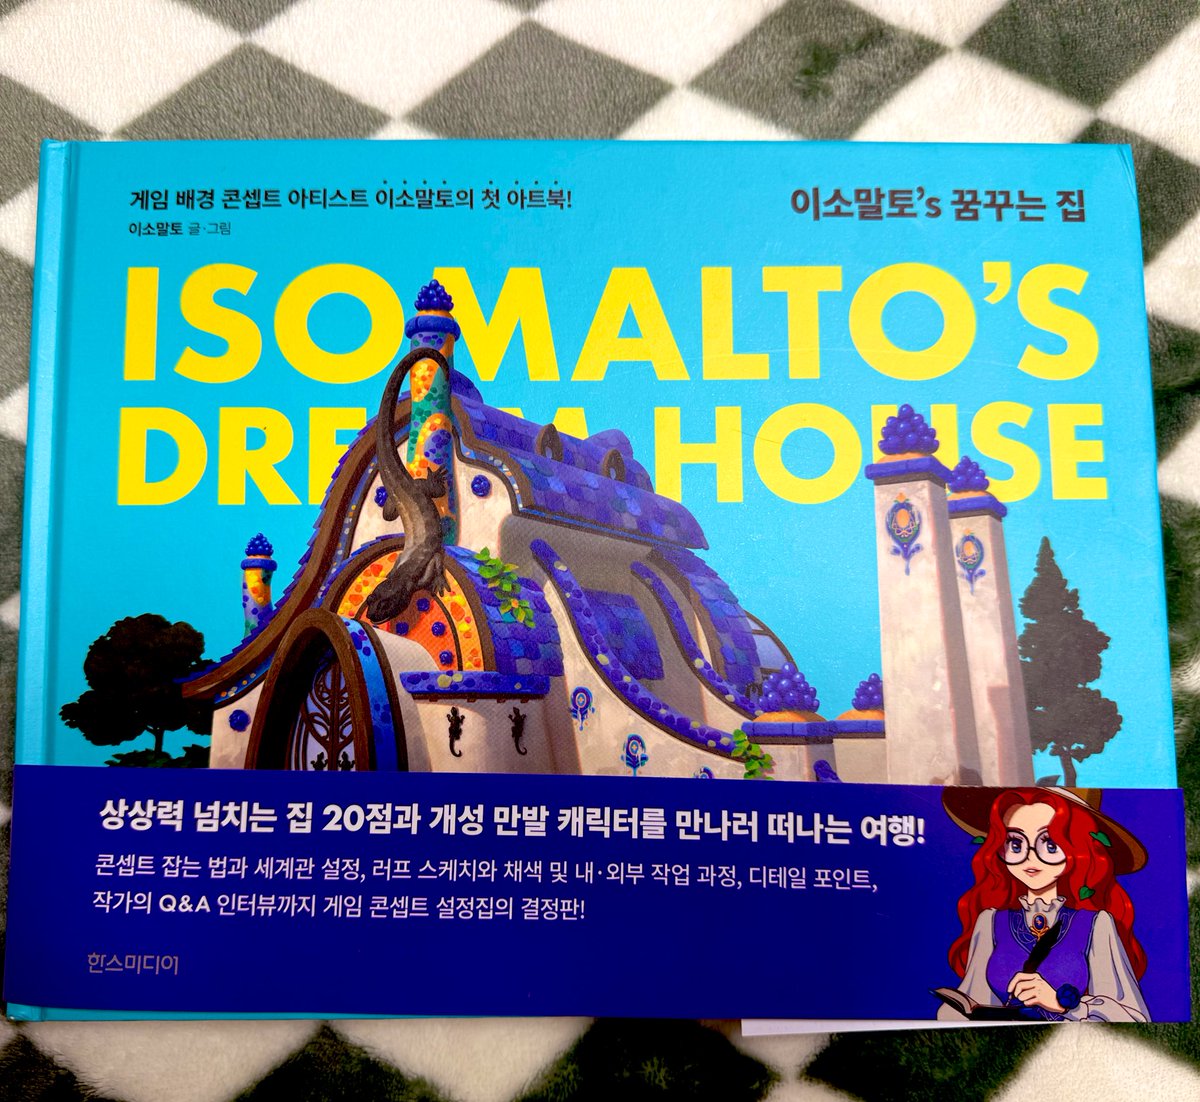 게임 배경 콘셉트 아티스트 이소말토의 첫 아트북!
이소말토 글·그림
이소말토’s 꿈꾸는 집
ISOMALTO’S
DREAM HOUSE
상상력 넘치는 집 20점과 개성 만발 캐릭터를 만나러 떠나는 여행!
콘셉트 잡는 법과 세계관 설정, 러프 스케치와 채색 및 내·외부 작업 과정, 디테일 포인트,
작가의 Q&A 인터뷰까지 게임 콘셉트 설정집의 결정판!
한스미디어